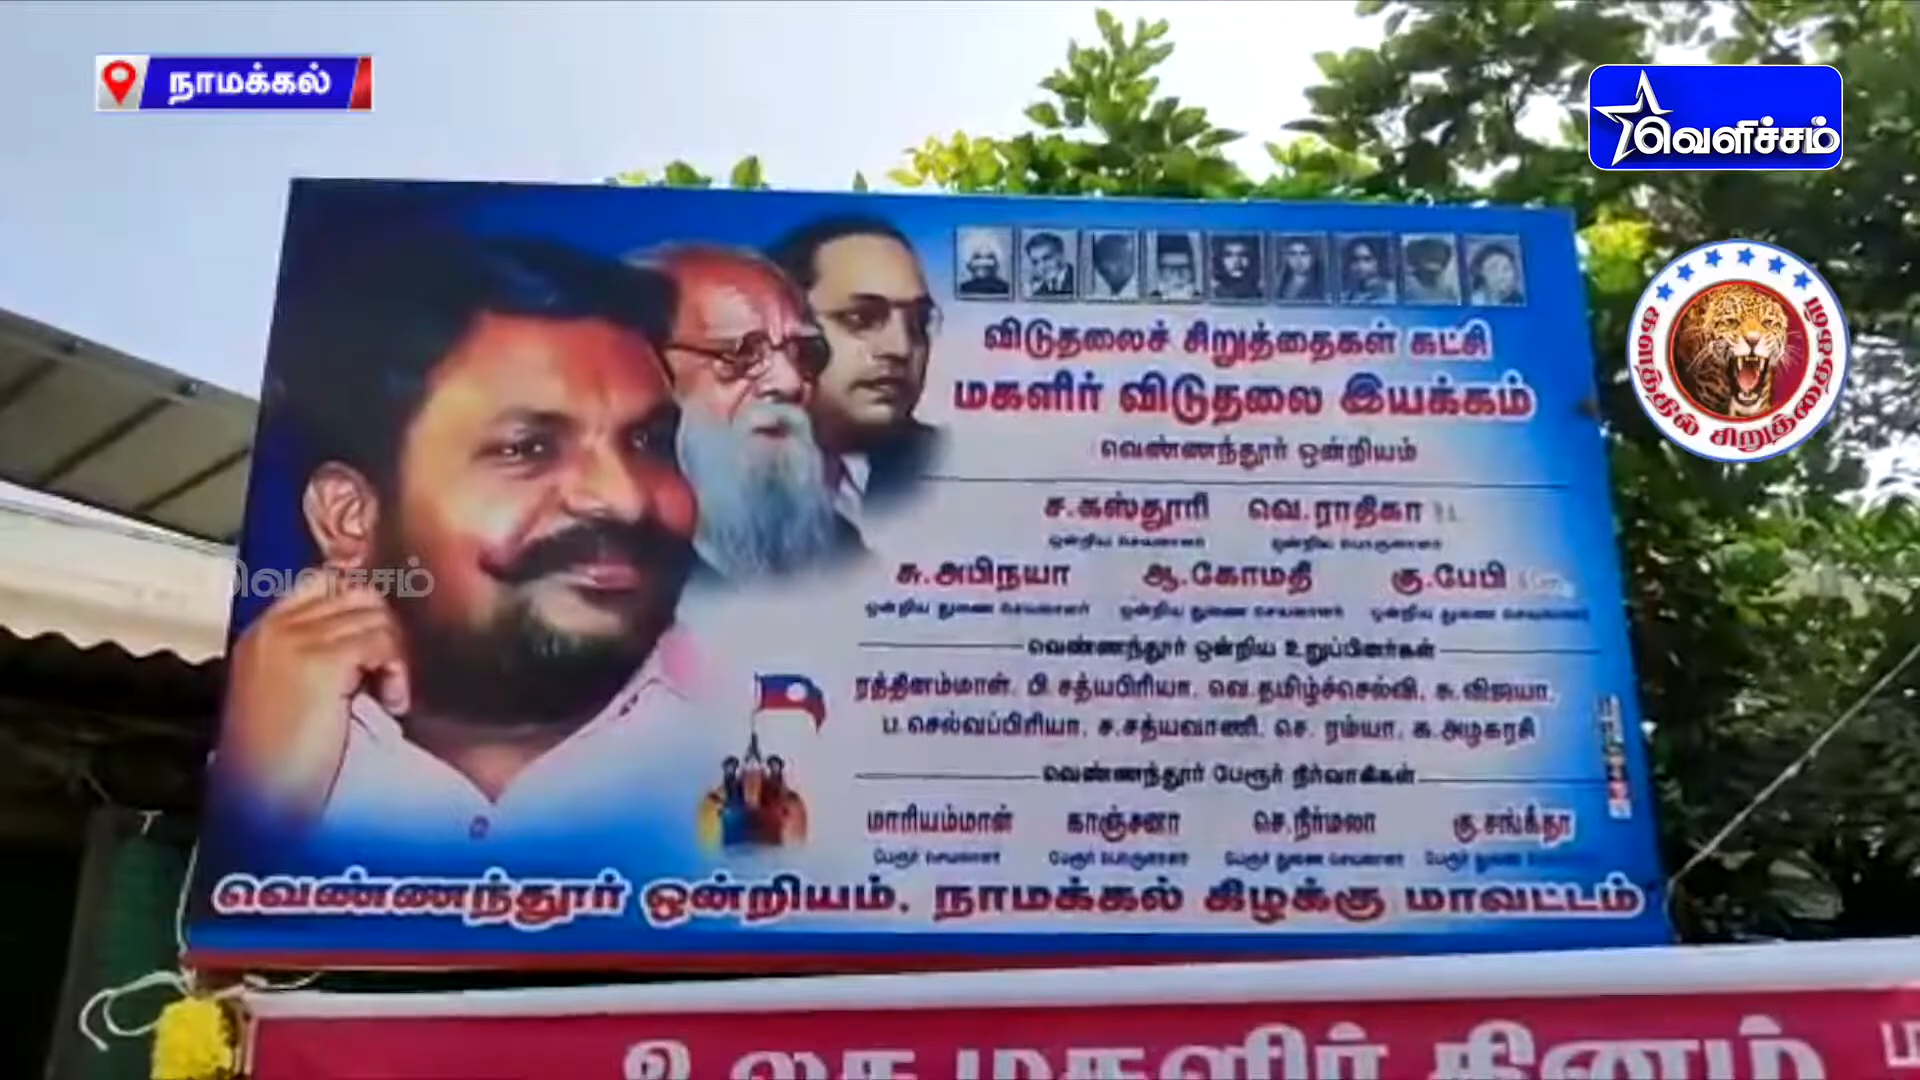 நாமக்கல்
வெளிச்சம்
களத்தில் சிறுத்தைகள்
விடுதலைச் சிறுத்தைகள் கட்சி
மகளிர் விடுதலை இயக்கம்
வெண்ணந்தூர் ஒன்றியம்
ச.கஸ்தூரி வெ.ராதிகா
ஒன்றிய செயலாளர் ஒன்றிய பொருளாளர்
சு.அபிநயா ஆ.கோமதி கு.பேபி
ஒன்றிய துணை செயலாளர் ஒன்றிய துணை செயலாளர் ஒன்றிய துணை செயலாளர்
வெளிச்சம்
வெண்ணந்தூர் ஒன்றிய உறுப்பினர்கள்
ரத்தினம்மாள், பி.சத்யபிரியா, வெ.தமிழ்ச்செல்வி, சு.விஜயா,
ப.செல்வப்பிரியா, ச.சத்யவாணி, செ. ரம்யா, க.அழகரசி
வெண்ணந்தூர் பேரூர் நிர்வாகிகள்
மாரியம்மாள் காஞ்சனா செ.நிர்மலா கு.சங்கீதா
பேரூர் செயலாளர் பேரூர் பொருளாளர் பேரூர் துணை செயலாளர் பேரூர் துணை
வெண்ணந்தூர் ஒன்றியம், நாமக்கல் கிழக்கு மாவட்டம்
உலக மகளிர் தினம்